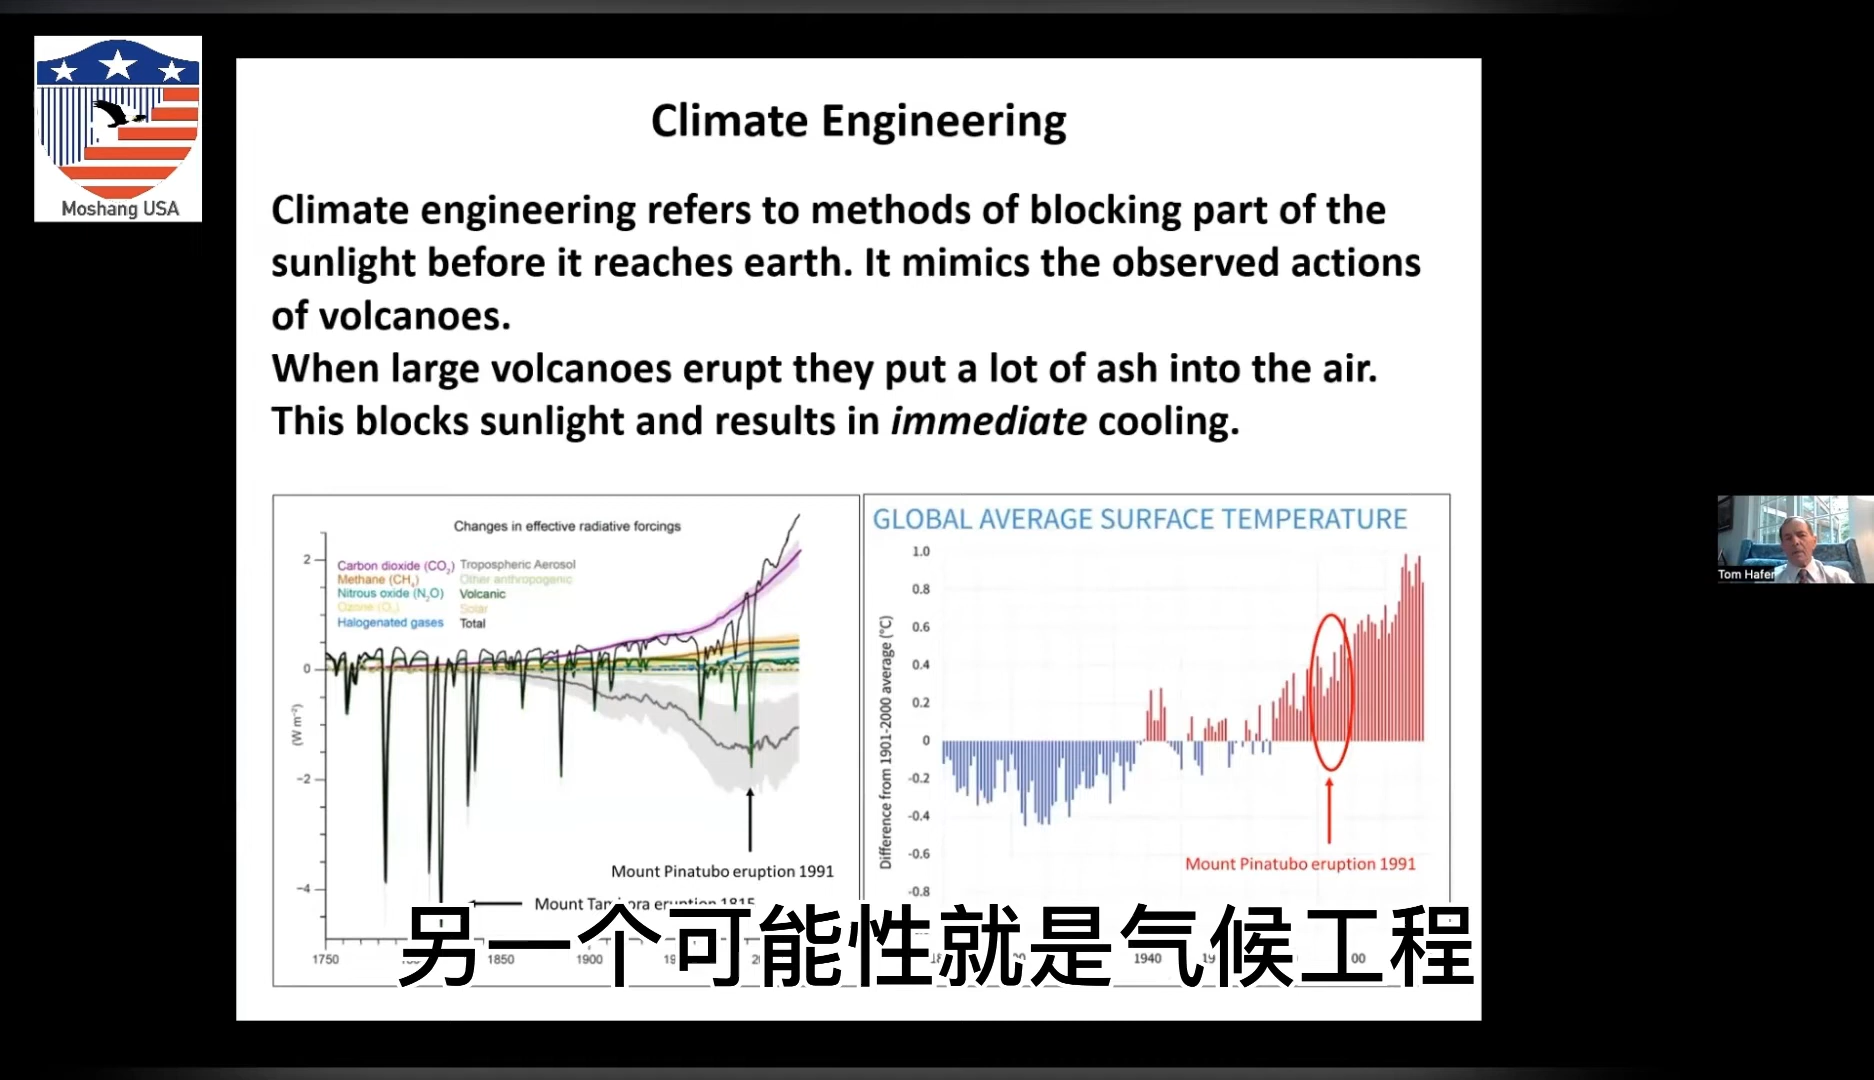 Moshang USA
Climate Engineering
Climate engineering refers to methods of blocking part of the
sunlight before it reaches earth. It mimics the observed actions
of volcanoes.
When large volcanoes erupt they put a lot of ash into the air.
This blocks sunlight and results in immediate cooling.
Changes in effective radiative forcings
Carbon dioxide (CO₂) Tropospheric Aerosol
Methane (CH₄) Other anthropogenic
Nitrous oxide (N₂O) Volcanic
Ozone (O₃) Solar
Halogenated gases Total
2
0
(W m⁻²)
−2
−4
Mount Pinatubo eruption 1991
Mount Tambora eruption 1815
1750
1850
1900
GLOBAL AVERAGE SURFACE TEMPERATURE
Difference from 1901-2000 average (°C)
1.0
0.8
0.6
0.4
0.2
0
-0.2
-0.4
-0.6
-0.8
Mount Pinatubo eruption 1991
1940
Tom Hafer
另一个可能性就是气候工程